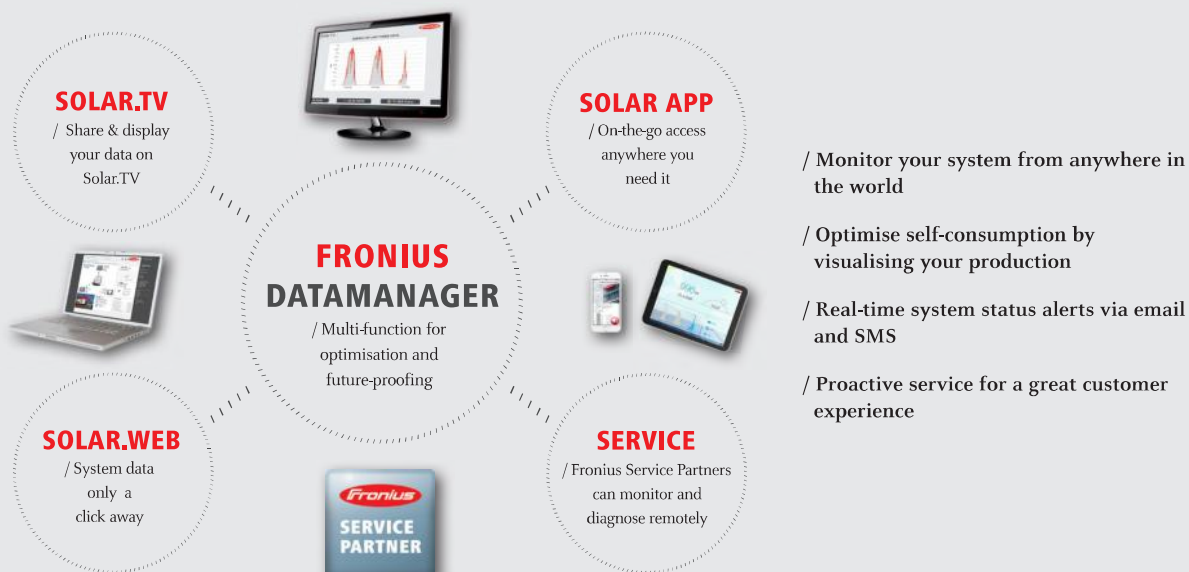 SOLAR.TV
/ Share & display
your data on
Solar.TV
SOLAR APP
/ On-the-go access
anywhere you
need it
FRONIUS
DATAMANAGER
/ Multi-function for
optimisation and
future-proofing
SOLAR.WEB
/ System data
only a
click away
SERVICE
/ Fronius Service Partners
can monitor and
diagnose remotely
Fronius
SERVICE
PARTNER
/ Monitor your system from anywhere in
the world
/ Optimise self-consumption by
visualising your production
/ Real-time system status alerts via email
and SMS
/ Proactive service for a great customer
experience